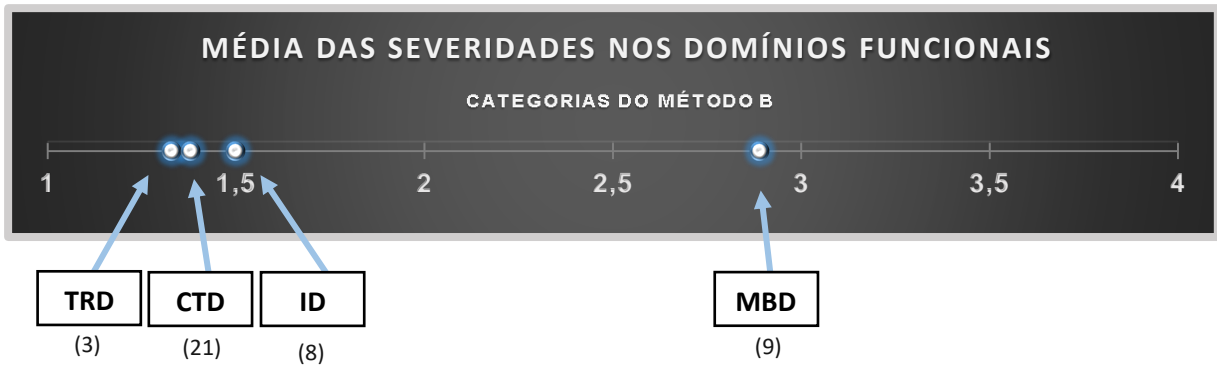 MÉDIA DAS SEVERIDADES NOS DOMÍNIOS FUNCIONAIS
CATEGORIAS DO MÉTODO B
1 1,5 2 2,5 3 3,5 4
TRD CTD ID MBD
(3) (21) (8) (9)